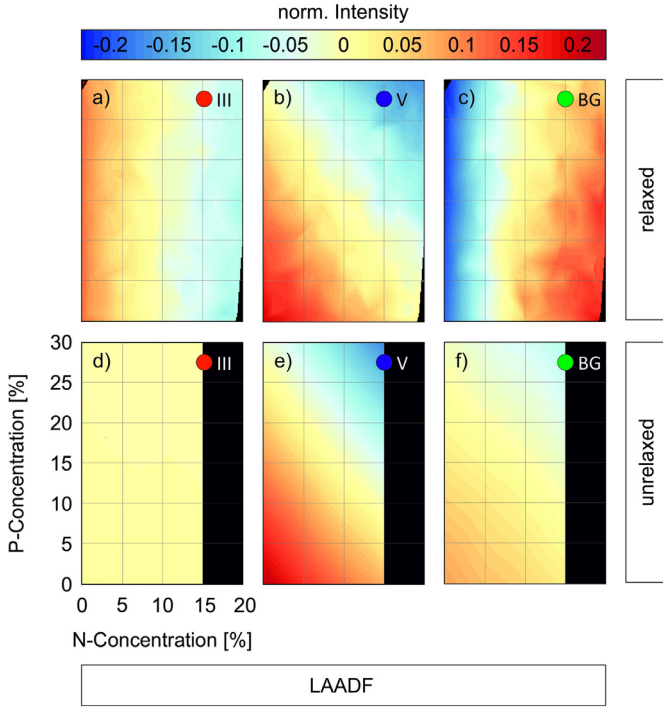 norm. Intensity
-0.2 -0.15 -0.1 -0.05 0 0.05 0.1 0.15 0.2
a) III b) V c) BG
relaxed
30 d) III e) V f) BG
25
20
15
10
5
0
P-Concentration [%]
unrelaxed
0 5 10 15 20
N-Concentration [%]
LAADF